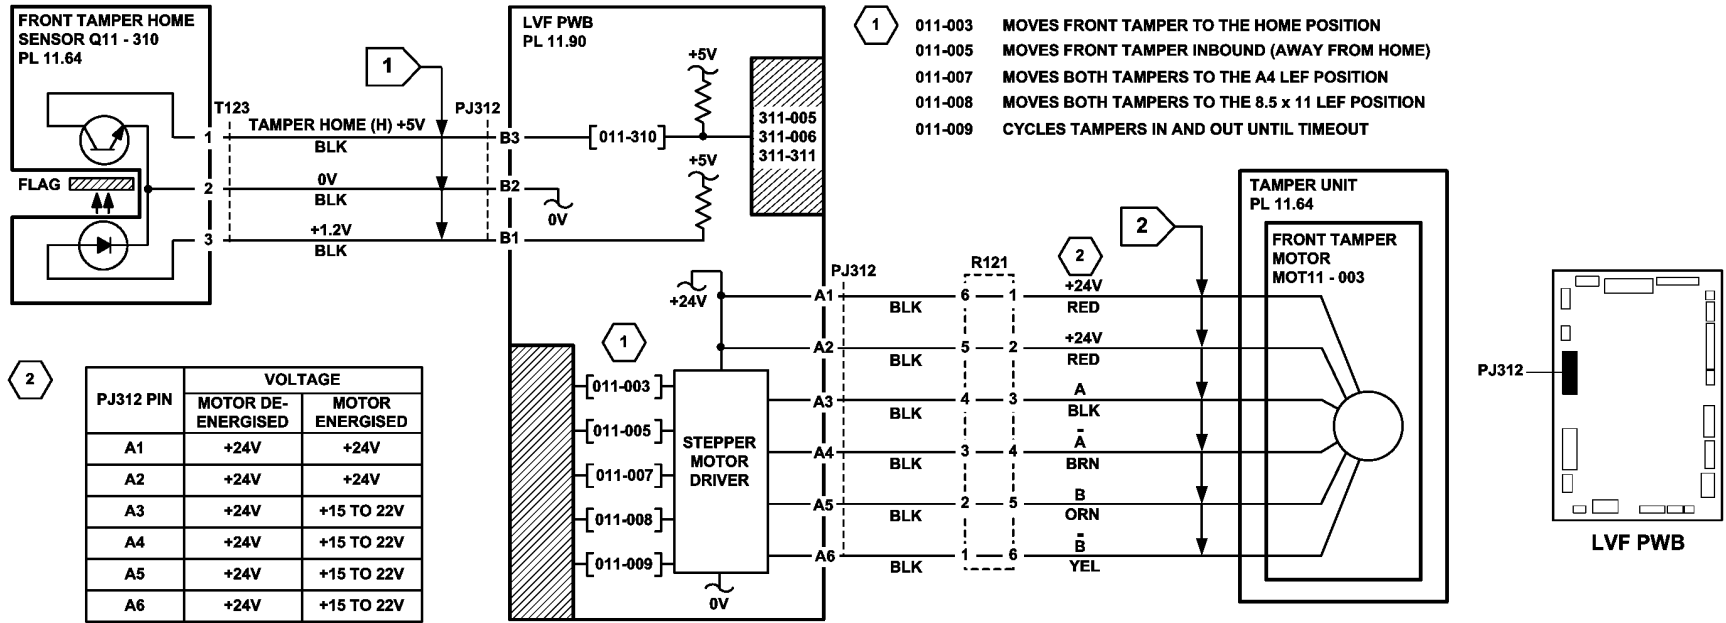 FRONT TAMPER HOME
SENSOR Q11 - 310
PL 11.64
T123
1
2
3
FLAG
TAMPER HOME (H) +5V
BLK
0V
BLK
+1.2V
BLK
1
PJ312
B3
B2
B1
LVF PWB
PL 11.90
+5V
011-310
+5V
0V
311-005
311-006
311-311
1
011-003 MOVES FRONT TAMPER TO THE HOME POSITION
011-005 MOVES FRONT TAMPER INBOUND (AWAY FROM HOME)
011-007 MOVES BOTH TAMPERS TO THE A4 LEF POSITION
011-008 MOVES BOTH TAMPERS TO THE 8.5 x 11 LEF POSITION
011-009 CYCLES TAMPERS IN AND OUT UNTIL TIMEOUT
2
PJ312 PIN
VOLTAGE
MOTOR DE-
ENERGISED
MOTOR
ENERGISED
A1 +24V +24V
A2 +24V +24V
A3 +24V +15 TO 22V
A4 +24V +15 TO 22V
A5 +24V +15 TO 22V
A6 +24V +15 TO 22V
+24V
1
011-003
011-005
011-007
011-008
011-009
STEPPER
MOTOR
DRIVER
0V
PJ312
A1
A2
A3
A4
A5
A6
BLK
BLK
BLK
BLK
BLK
BLK
R121
6 1
5 2
4 3
3 4
2 5
1 6
2
+24V
RED
+24V
RED
A
BLK
A̅
BRN
B
ORN
B̅
YEL
2
TAMPER UNIT
PL 11.64
FRONT TAMPER
MOTOR
MOT11 - 003
PJ312
LVF PWB